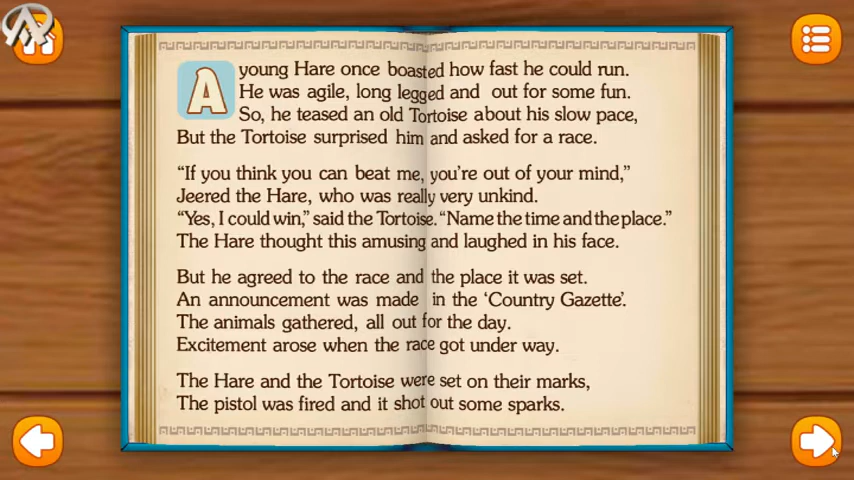 A young Hare once boasted how fast he could run.
He was agile, long legged and out for some fun.
So, he teased an old Tortoise about his slow pace,
But the Tortoise surprised him and asked for a race.
“If you think you can beat me, you’re out of your mind,”
Jeered the Hare, who was really very unkind.
“Yes, I could win,” said the Tortoise. “Name the time and the place.”
The Hare thought this amusing and laughed in his face.
But he agreed to the race and the place it was set.
An announcement was made in the ‘Country Gazette’.
The animals gathered, all out for the day.
Excitement arose when the race got under way.
The Hare and the Tortoise were set on their marks,
The pistol was fired and it shot out some sparks.